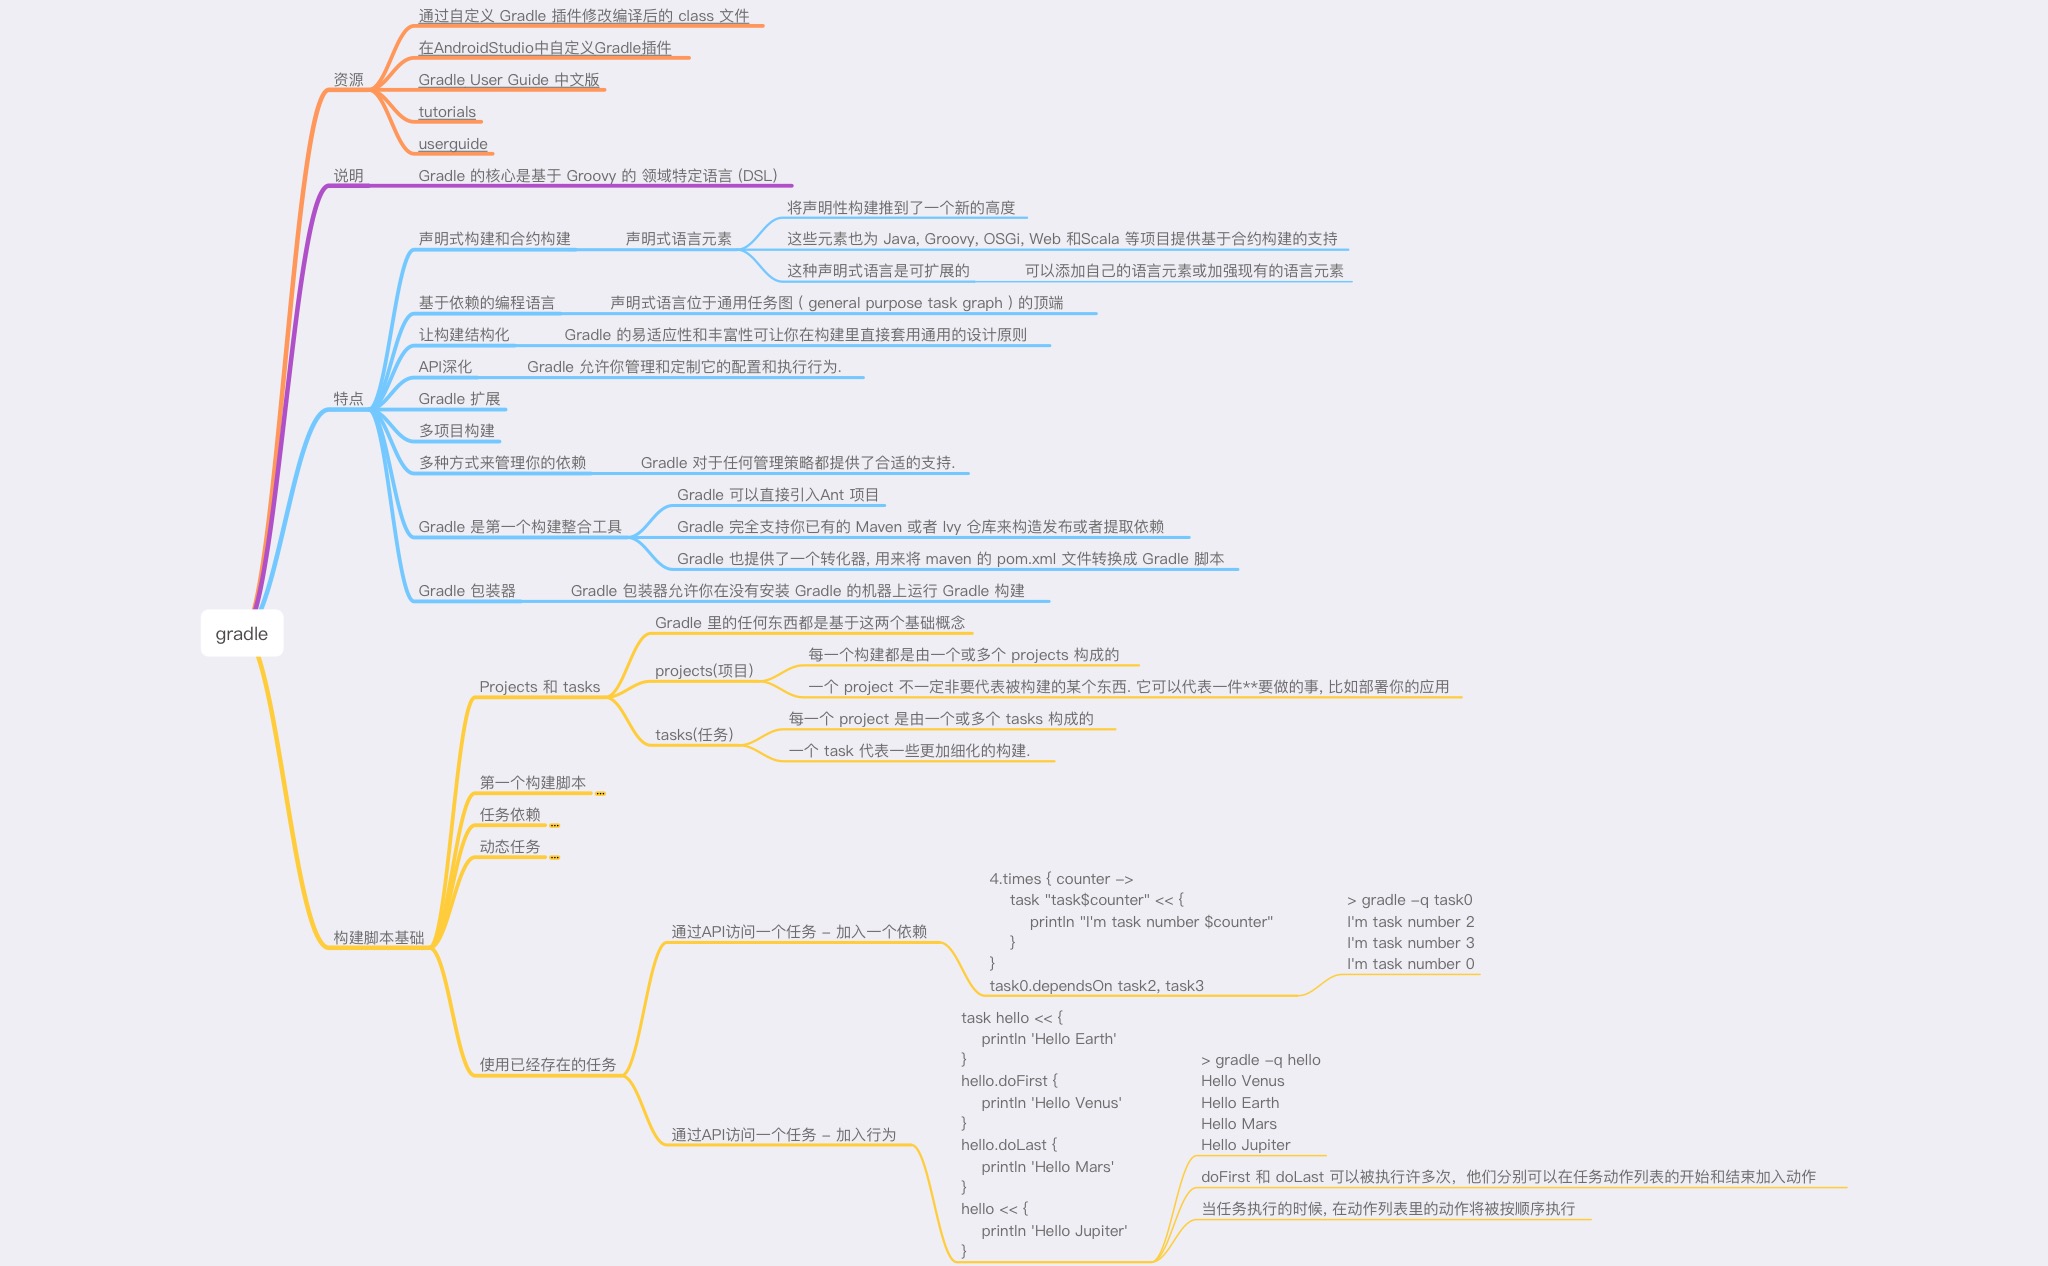 gradle
资源
通过自定义 Gradle 插件修改编译后的 class 文件
在AndroidStudio中自定义Gradle插件
Gradle User Guide 中文版
tutorials
userguide
说明
Gradle 的核心是基于 Groovy 的 领域特定语言 (DSL)
特点
声明式构建和合约构建
声明式语言元素
将声明性构建推到了一个新的高度
这些元素也为 Java, Groovy, OSGi, Web 和Scala 等项目提供基于合约构建的支持
这种声明式语言是可扩展的
可以添加自己的语言元素或加强现有的语言元素
基于依赖的编程语言
声明式语言位于通用任务图 ( general purpose task graph ) 的顶端
让构建结构化
Gradle 的易适应性和丰富性可让你在构建里直接套用通用的设计原则
API深化
Gradle 允许你管理和定制它的配置和执行行为.
Gradle 扩展
多项目构建
多种方式来管理你的依赖
Gradle 对于任何管理策略都提供了合适的支持.
Gradle 是第一个构建整合工具
Gradle 可以直接引入Ant 项目
Gradle 完全支持你已有的 Maven 或者 Ivy 仓库来构造发布或者提取依赖
Gradle 也提供了一个转化器, 用来将 maven 的 pom.xml 文件转换成 Gradle 脚本
Gradle 包装器
Gradle 包装器允许你在没有安装 Gradle 的机器上运行 Gradle 构建
构建脚本基础
Projects 和 tasks
Gradle 里的任何东西都是基于这两个基础概念
projects(项目)
每一个构建都是由一个或多个 projects 构成的
一个 project 不一定非要代表被构建的某个东西. 它可以代表一件**要做的事, 比如部署你的应用
tasks(任务)
每一个 project 是由一个或多个 tasks 构成的
一个 task 代表一些更加细化的构建.
第一个构建脚本
任务依赖
动态任务
使用已经存在的任务
通过API访问一个任务 – 加入一个依赖
4.times { counter –>
task "task$counter" << {
println "I'm task number $counter"
}
}
task0.dependsOn task2, task3
> gradle –q task0
I'm task number 2
I'm task number 3
I'm task number 0
通过API访问一个任务 – 加入行为
task hello << {
println 'Hello Earth'
}
hello.doFirst {
println 'Hello Venus'
}
hello.doLast {
println 'Hello Mars'
}
hello << {
println 'Hello Jupiter'
}
> gradle –q hello
Hello Venus
Hello Earth
Hello Mars
Hello Jupiter
doFirst 和 doLast 可以被执行许多次，他们分别可以在任务动作列表的开始和结束加入动作
当任务执行的时候, 在动作列表里的动作将被按顺序执行